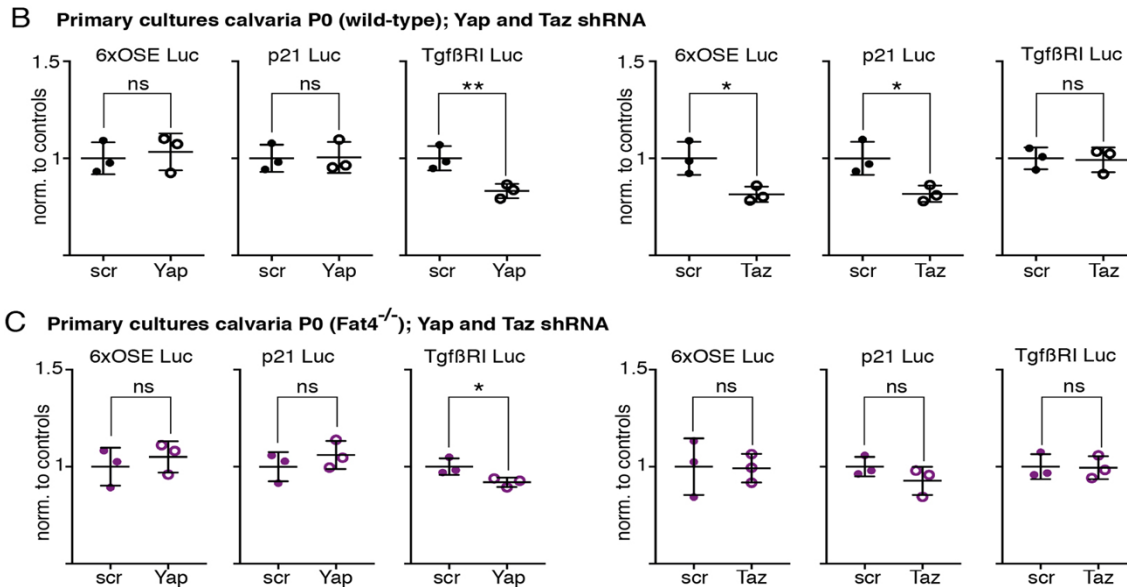 B Primary cultures calvaria P0 (wild-type); Yap and Taz shRNA
6xOSE Luc p21 Luc TgfßRI Luc 6xOSE Luc p21 Luc TgfßRI Luc
1.5 1.5
ns ns ** * * ns
norm. to controls norm. to controls
1 1
scr Yap scr Yap scr Yap scr Taz scr Taz scr Taz
C Primary cultures calvaria P0 (Fat4-/-); Yap and Taz shRNA
6xOSE Luc p21 Luc TgfßRI Luc 6xOSE Luc p21 Luc TgfßRI Luc
1.5 1.5
ns ns * ns ns ns
norm. to controls norm. to controls
1 1
scr Yap scr Yap scr Yap scr Taz scr Taz scr Taz